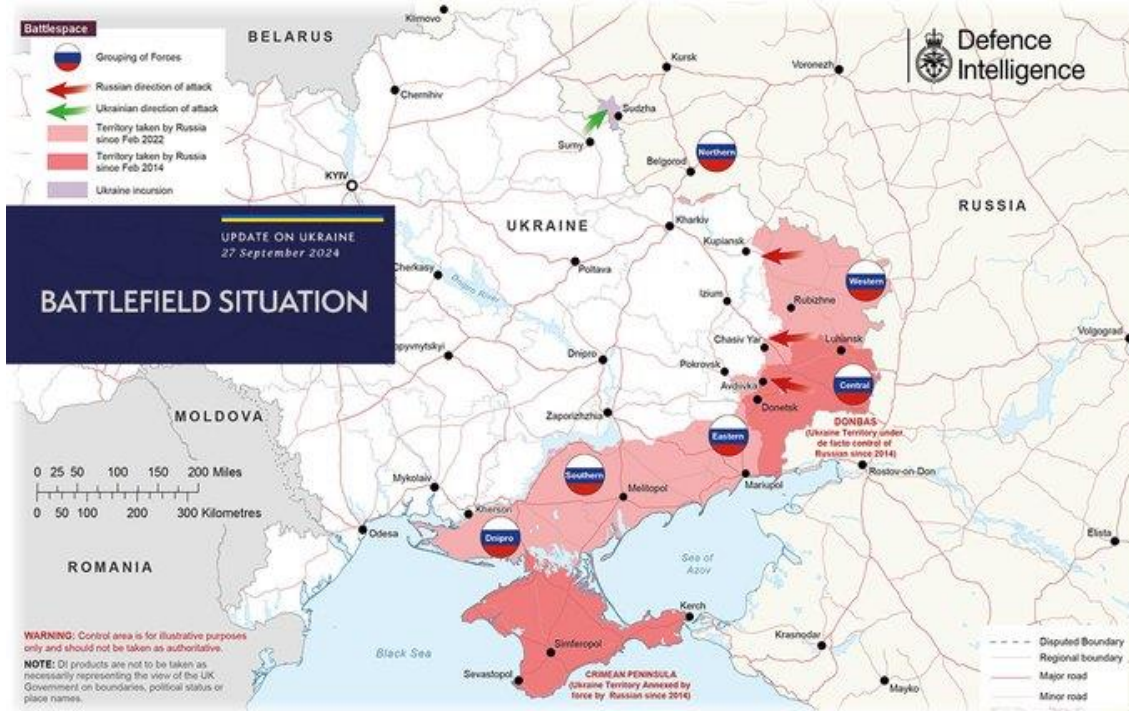 Battlespace
Grouping of Forces
Russian direction of attack
Ukrainian direction of attack
Territory taken by Russia
since Feb 2022
Territory taken by Russia
since Feb 2014
Ukraine incursion
UPDATE ON UKRAINE
27 September 2024
BATTLEFIELD SITUATION
Defence
Intelligence
BELARUS
Klimovo
Kursk
Voronezh
Chernihiv
Sudzha
Sumy
Northern
Belgorod
KYIV
RUSSIA
UKRAINE
Kharkiv
Kupiansk
Cherkasy
Dnipro River
Poltava
Western
Izium
Rubizhne
Volgograd
Chasiv Yar
Luhansk
opyvnytskyi
Dnipro
Pokrovsk
Avdiivka
Central
Donetsk
MOLDOVA
Zaporizhzhia
DONBAS
(Ukraine Territory under
de facto control of
Russian since 2014)
Eastern
Rostov-on-Don
0 25 50 100 150 200 Miles
0 50 100 200 300 Kilometres
Southern
Mariupol
Mykolaiv
Melitopol
Kherson
Odesa
Dnipro
Elista
Sea of
Azov
ROMANIA
Kerch
Krasnodar
WARNING: Control area is for illustrative purposes
only and should not be taken as authoritative.
NOTE: DI products are not to be taken as
necessarily representing the view of the UK
Government on boundaries, political status or
place names.
Black Sea
Simferopol
Sevastopol
CRIMEAN PENINSULA
(Ukraine Territory Annexed by
force by Russian since 2014)
Mayko
Disputed Boundary
Regional boundary
Major road
Minor road